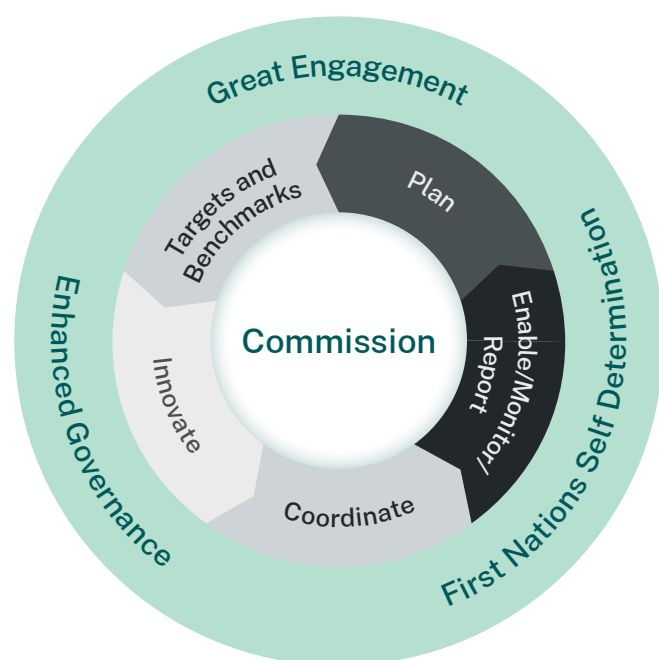 Great Engagement
Plan
Targets and
Benchmarks
Enable/Monitor/
Report
Commission
Innovate
Coordinate
Enhanced Governance
First Nations Self Determination